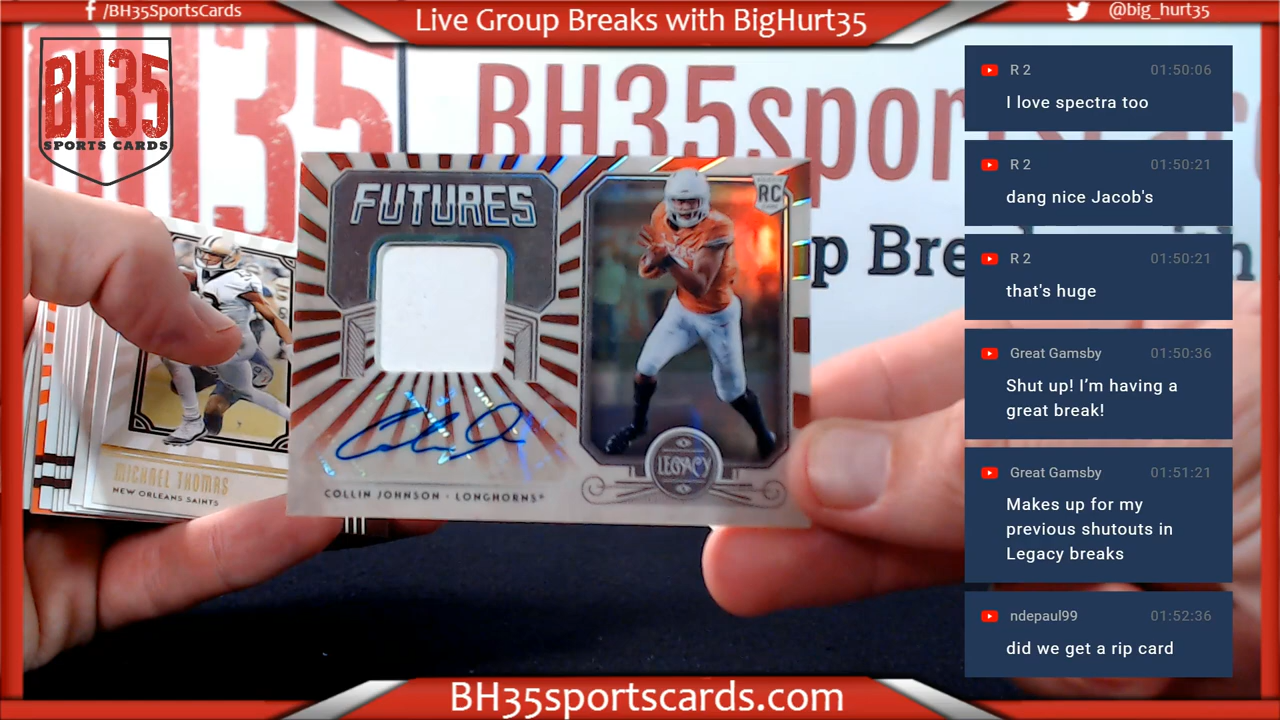 /BH35SportsCards
Live Group Breaks with BigHurt35
@big_hurt35
BH35
SPORTS CARDS
BH35spor
p Bre
FUTURES
RC
LEGACY
COLLIN JOHNSON · LONGHORNS
MICHAEL THOMAS
NEW ORLEANS SAINTS
R 2 01:50:06
I love spectra too
R 2 01:50:21
dang nice Jacob's
R 2 01:50:21
that's huge
Great Gamsby 01:50:36
Shut up! I'm having a
great break!
Great Gamsby 01:51:21
Makes up for my
previous shutouts in
Legacy breaks
ndepaul99 01:52:36
did we get a rip card
BH35sportscards.com